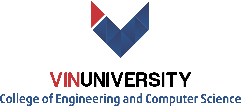 VINUNIVERSITY
College of Engineering and Computer Science